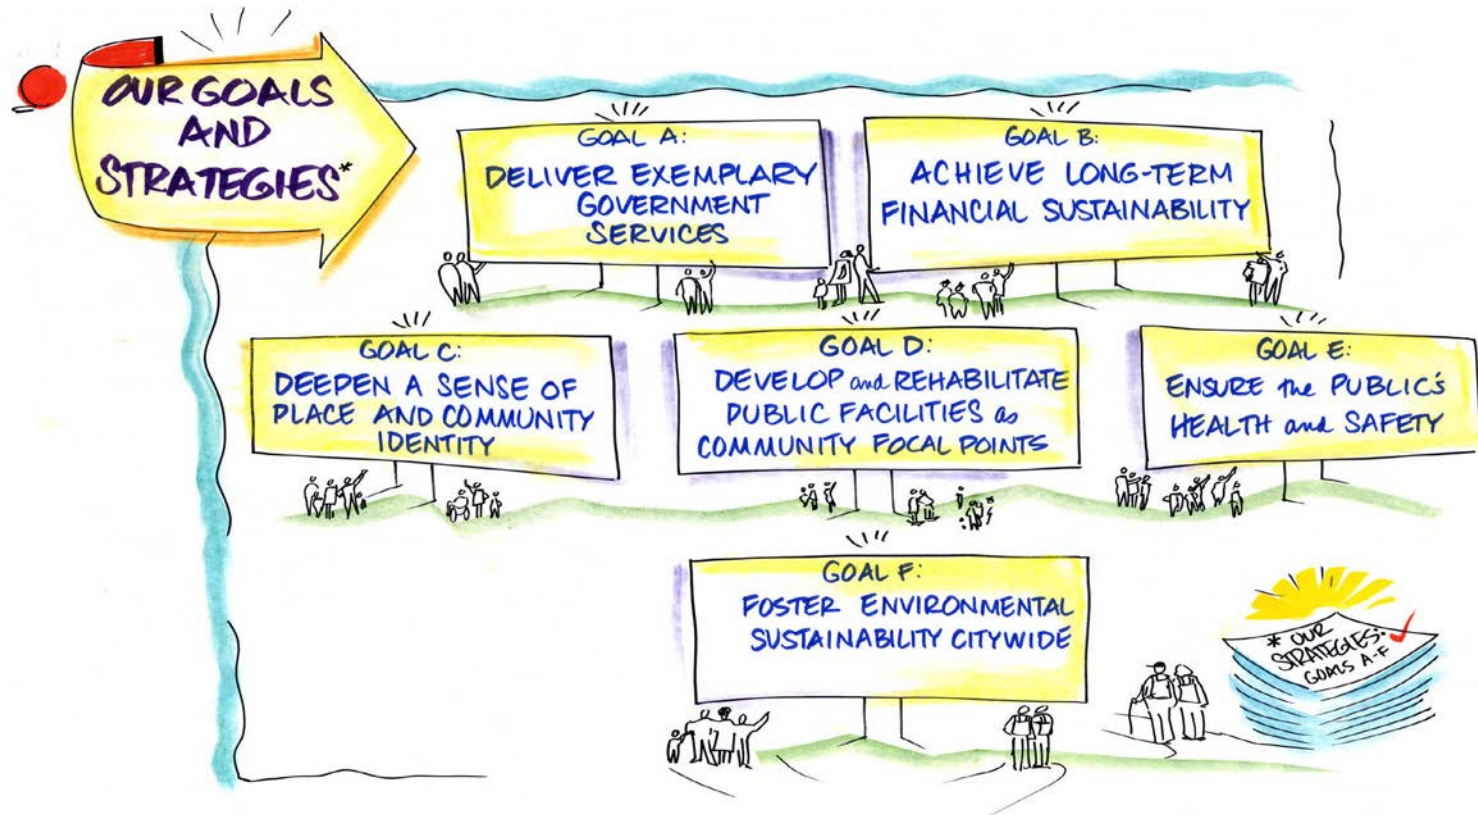 OUR GOALS
AND
STRATEGIES*
GOAL A:
DELIVER EXEMPLARY
GOVERNMENT
SERVICES
GOAL B:
ACHIEVE LONG-TERM
FINANCIAL SUSTAINABILITY
GOAL C:
DEEPEN A SENSE OF
PLACE AND COMMUNITY
IDENTITY
GOAL D:
DEVELOP and REHABILITATE
PUBLIC FACILITIES as
COMMUNITY FOCAL POINTS
GOAL E:
ENSURE the PUBLIC'S
HEALTH and SAFETY
GOAL F:
FOSTER ENVIRONMENTAL
SUSTAINABILITY CITYWIDE
* OUR
STRATEGIES:
GOALS A-F